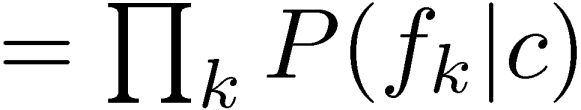 = ∏_k P(f_k|c)